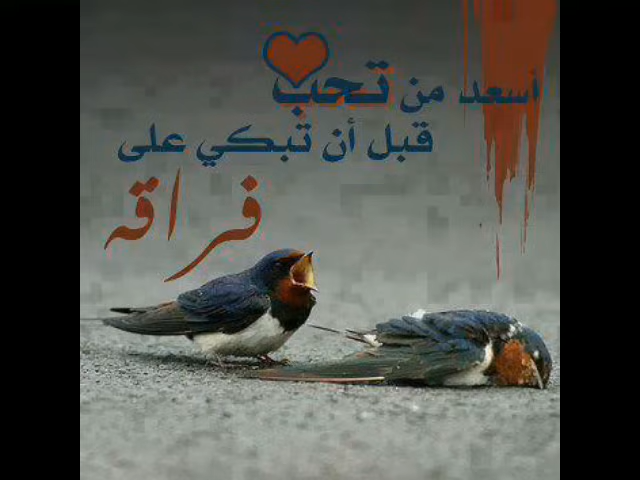 أسعد من تحب
قبل أن تبكي على
فراقه